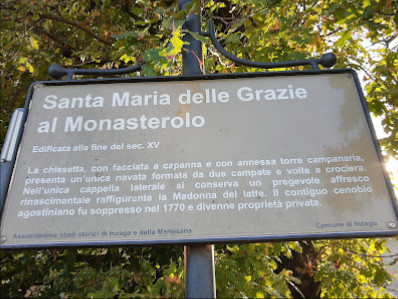 Santa Maria delle Grazie
al Monasterolo
Edificata alla fine del sec. XV
La chiesetta, con facciata a capanna e con annessa torre campanaria,
presenta un'unica navata formata da due campate e volte a crociera.
Nell'unica cappella laterale si conserva un pregevole affresco
rinascimentale raffigurante la Madonna del latte. Il contiguo cenobio
agostiniano fu soppresso nel 1770 e divenne proprietà privata.
Associazione studi storici di Inzago e della Martesana
Comune di Inzago